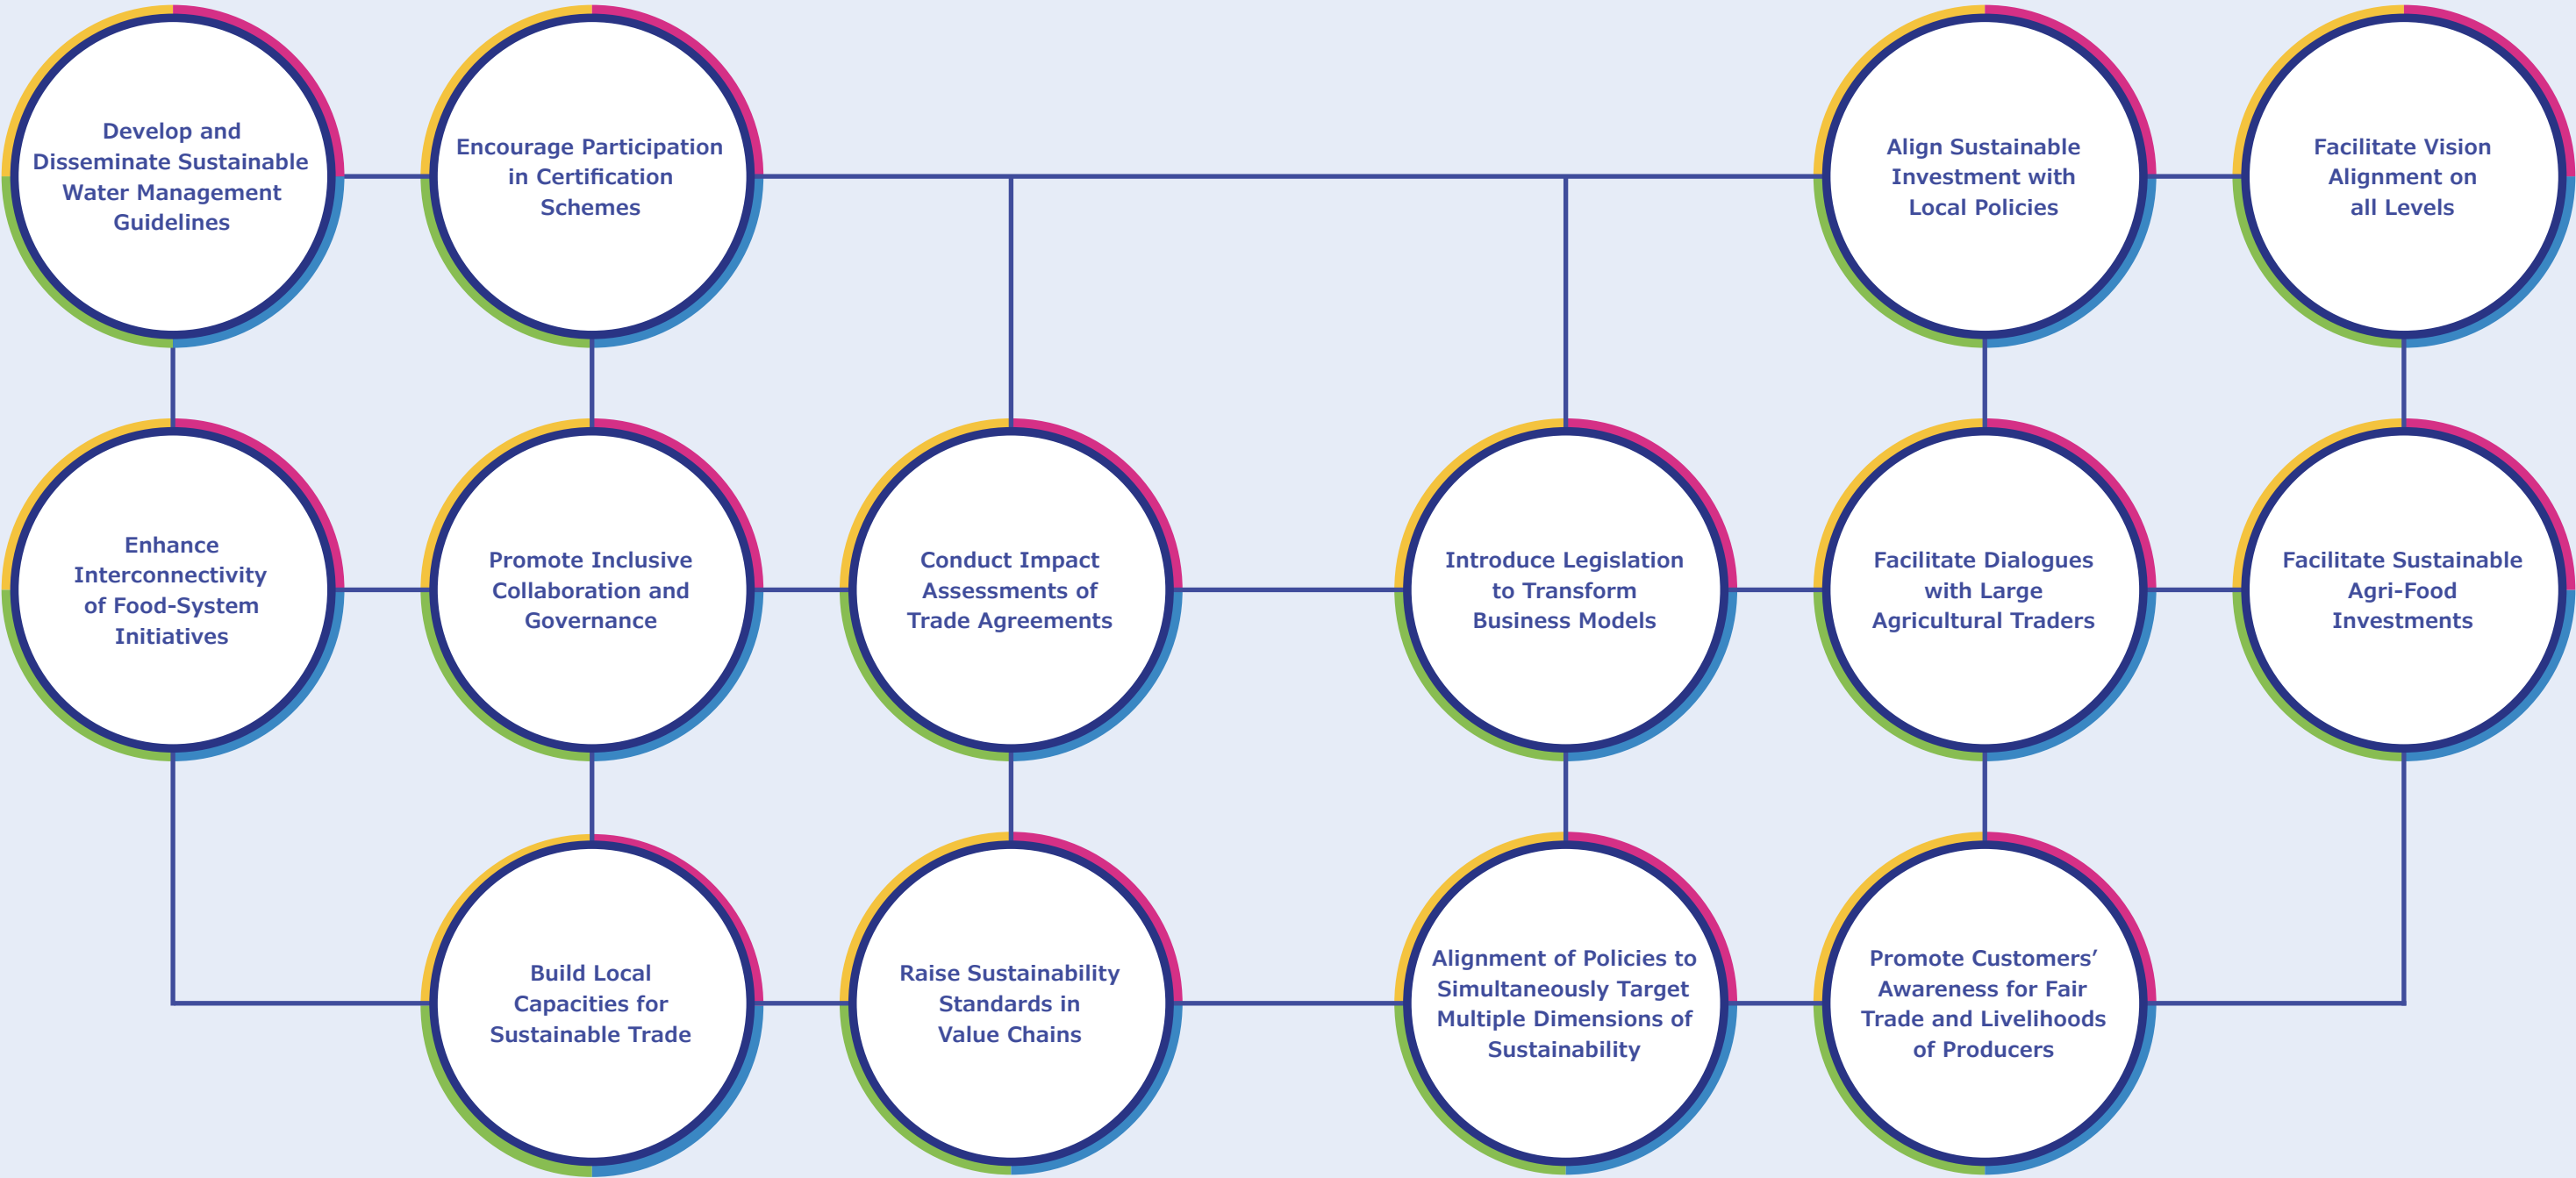 Develop and
Disseminate Sustainable
Water Management
Guidelines
Encourage Participation
in Certification
Schemes
Align Sustainable
Investment with
Local Policies
Facilitate Vision
Alignment on
all Levels
Enhance
Interconnectivity
of Food-System
Initiatives
Promote Inclusive
Collaboration and
Governance
Conduct Impact
Assessments of
Trade Agreements
Introduce Legislation
to Transform
Business Models
Facilitate Dialogues
with Large
Agricultural Traders
Facilitate Sustainable
Agri-Food
Investments
Build Local
Capacities for
Sustainable Trade
Raise Sustainability
Standards in
Value Chains
Alignment of Policies to
Simultaneously Target
Multiple Dimensions of
Sustainability
Promote Customers’
Awareness for Fair
Trade and Livelihoods
of Producers